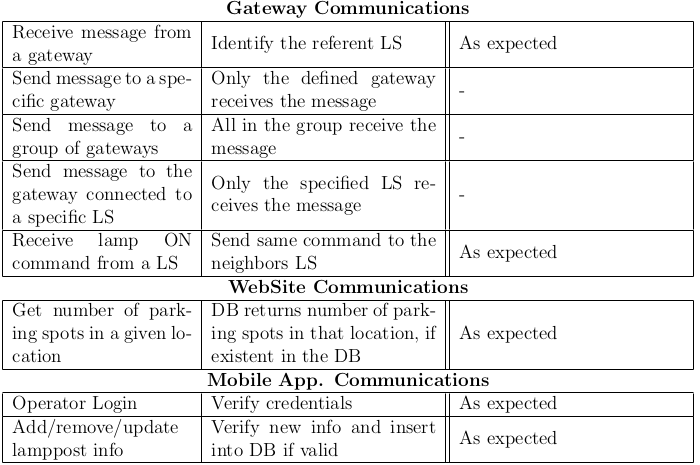 Gateway Communications
Receive message from
a gateway
Identify the referent LS
As expected
Send message to a spe-
cific gateway
Only the defined gateway
receives the message
-
Send message to a
group of gateways
All in the group receive the
message
-
Send message to the
gateway connected to
a specific LS
Only the specified LS re-
ceives the message
-
Receive lamp ON
command from a LS
Send same command to the
neighbors LS
As expected
WebSite Communications
Get number of park-
ing spots in a given lo-
cation
DB returns number of park-
ing spots in that location, if
existent in the DB
As expected
Mobile App. Communications
Operator Login
Verify credentials
As expected
Add/remove/update
lamppost info
Verify new info and insert
into DB if valid
As expected